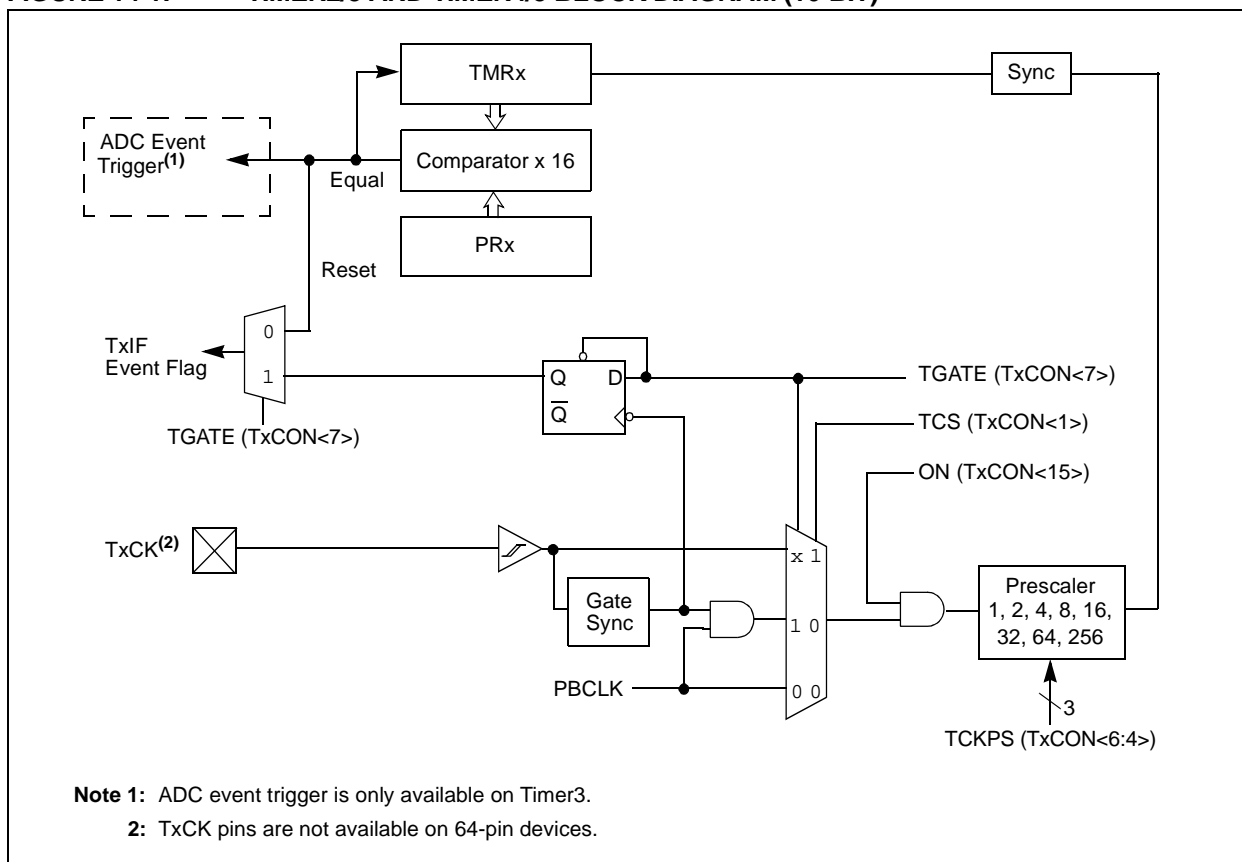 TMRx
Sync
ADC Event
Trigger(1)
Comparator x 16
Equal
PRx
Reset
0
TxIF
Event Flag
1
Q D
Q
TGATE (TxCON<7>)
TGATE (TxCON<7>)
TCS (TxCON<1>)
ON (TxCON<15>)
TxCK(2)
x 1
Gate
Sync
1 0
Prescaler
1, 2, 4, 8, 16,
32, 64, 256
PBCLK
0 0
3
TCKPS (TxCON<6:4>)
Note 1: ADC event trigger is only available on Timer3.
2: TxCK pins are not available on 64-pin devices.